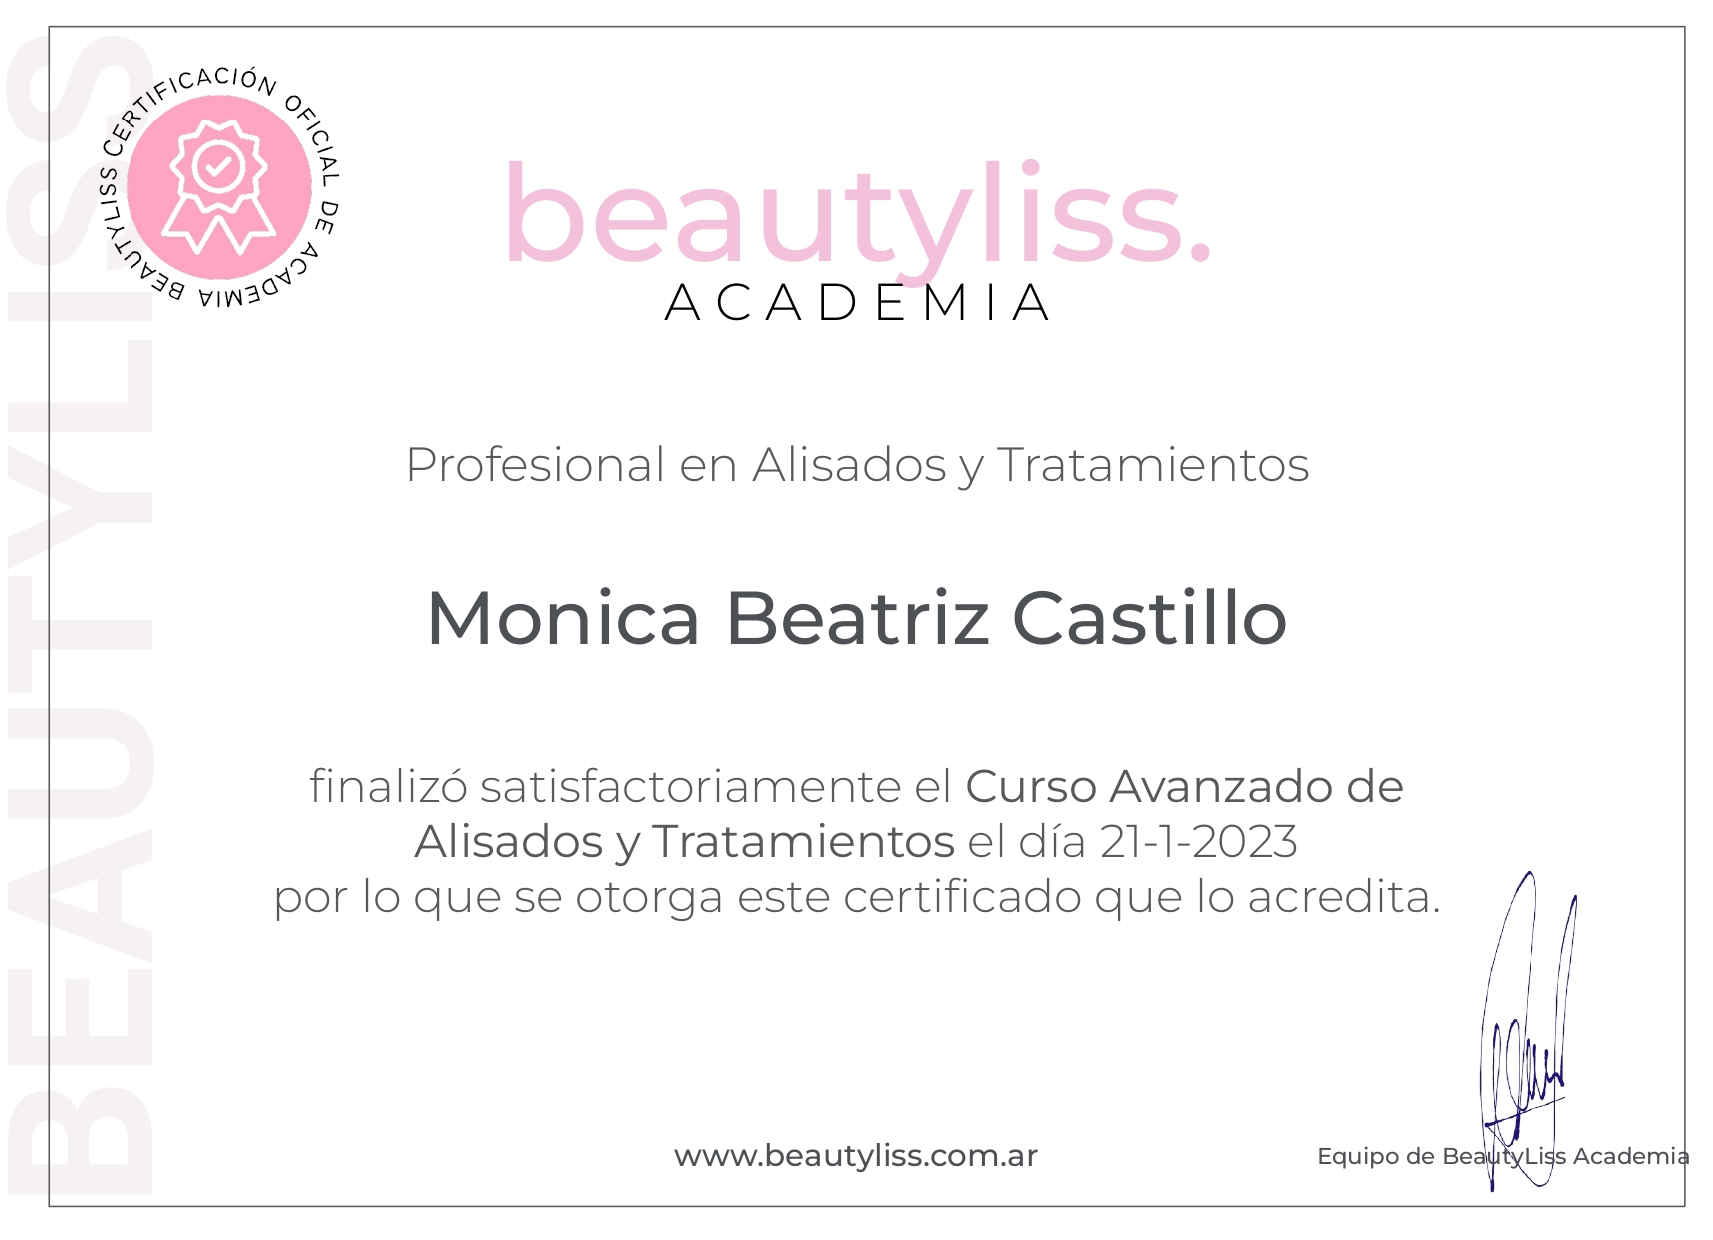 BEAUTYLISS
CERTIFICACIÓN OFICIAL DE ACADEMIA BEAUTYLISS
beautyliss.
ACADEMIA
Profesional en Alisados y Tratamientos
Monica Beatriz Castillo
finalizó satisfactoriamente el Curso Avanzado de
Alisados y Tratamientos el día 21-1-2023
por lo que se otorga este certificado que lo acredita.
www.beautyliss.com.ar
Equipo de BeautyLiss Academia